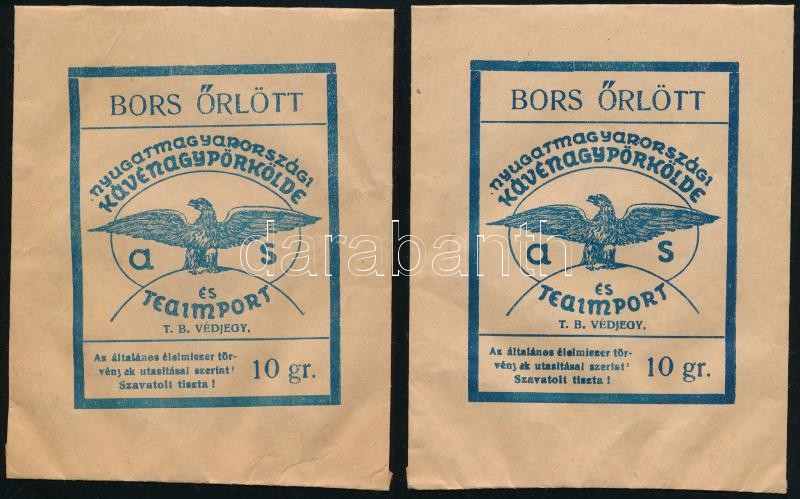 BORS ŐRLÖTT
NYUGATMAGYARORSZÁGI
KÁVÉNAGYPÖRKÖLDE
a s
ÉS
TEAIMPORT
T. B. VÉDJEGY.
Az általános élelmiszer tör-
vények utasításai szerint!
Szavatolt tiszta!
10 gr.
BORS ŐRLÖTT
NYUGATMAGYARORSZÁGI
KÁVÉNAGYPÖRKÖLDE
a s
ÉS
TEAIMPORT
T. B. VÉDJEGY.
Az általános élelmiszer tör-
vények utasításai szerint!
Szavatolt tiszta!
10 gr.
darabanth